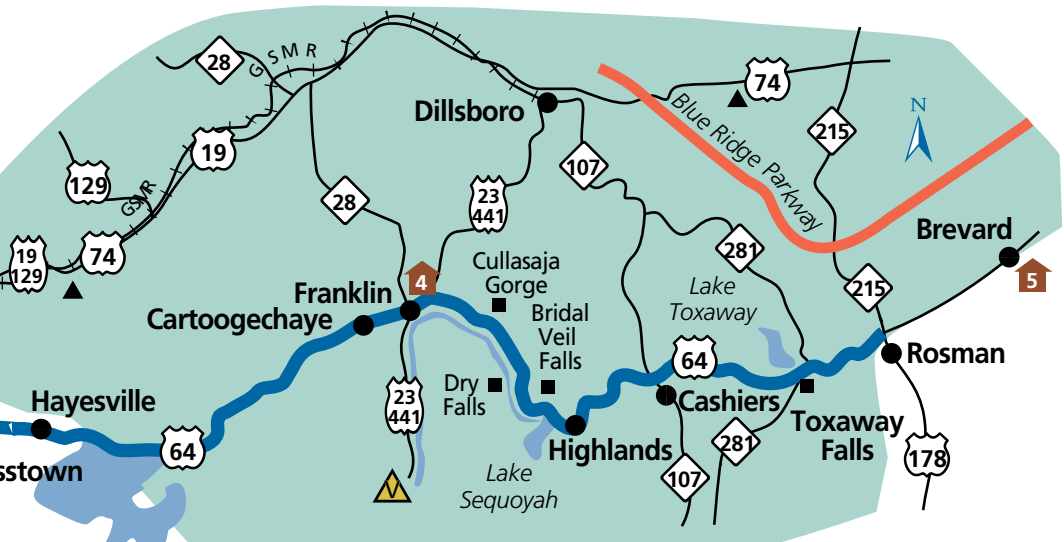 28
G S M R
74
Dillsboro
Blue Ridge Parkway
N
215
19
107
129
GSMR
28
23
441
Brevard
281
19
129
74
Cullasaja
Gorge
4
5
Franklin
Lake
Toxaway
215
Cartoogechaye
Bridal
Veil
Falls
64
Rosman
Dry
Falls
23
441
Hayesville
Cashiers
Toxaway
Falls
64
Highlands
281
178
sstown
Lake
Sequoyah
107
V